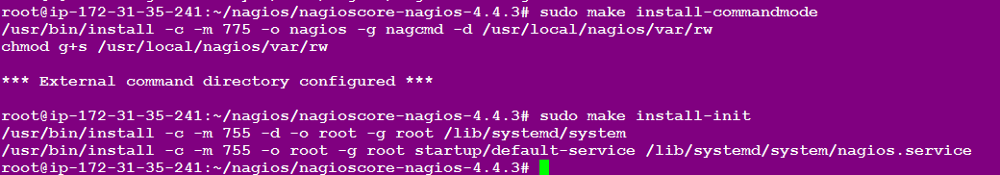 root@ip-172-31-35-241:~/nagios/nagioscore-nagios-4.4.3# sudo make install-commandmode
/usr/bin/install -c -m 775 -o nagios -g nagcmd -d /usr/local/nagios/var/rw
chmod g+s /usr/local/nagios/var/rw
*** External command directory configured ***
root@ip-172-31-35-241:~/nagios/nagioscore-nagios-4.4.3# sudo make install-init
/usr/bin/install -c -m 755 -d -o root -g root /lib/systemd/system
/usr/bin/install -c -m 755 -o root -g root startup/default-service /lib/systemd/system/nagios.service
root@ip-172-31-35-241:~/nagios/nagioscore-nagios-4.4.3#